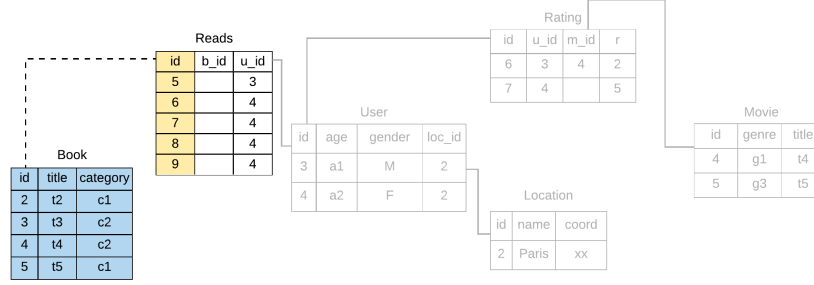 Reads
id b_id u_id
5 3
6 4
7 4
8 4
9 4
Book
id title category
2 t2 c1
3 t3 c2
4 t4 c2
5 t5 c1
User
id age gender loc_id
3 a1 M 2
4 a2 F 2
Rating
id u_id m_id r
6 3 4 2
7 4 5
Location
id name coord
2 Paris xx
Movie
id genre title
4 g1 t4
5 g3 t5